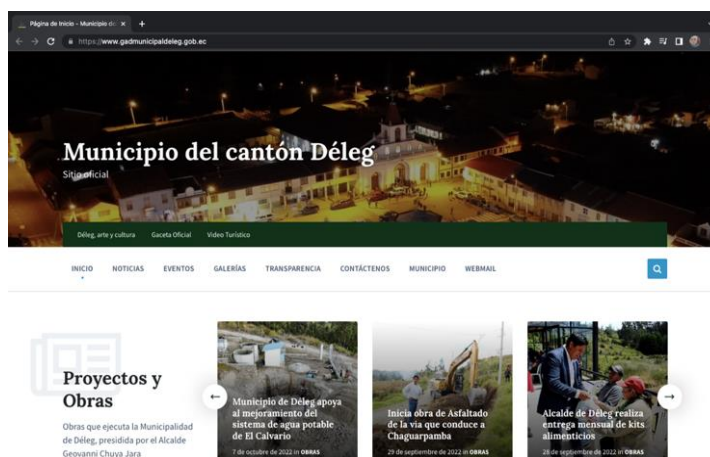 Página de Inicio - Municipio de
https://www.gadmunicipaldeleg.gob.ec
Municipio del cantón Déleg
Sitio oficial
Déleg, arte y cultura Gaceta Oficial Video Turístico
INICIO NOTICIAS EVENTOS GALERÍAS TRANSPARENCIA CONTÁCTENOS MUNICIPIO WEBMAIL
Proyectos y
Obras
Obras que ejecuta la Municipalidad
de Déleg, presidida por el Alcalde
Geovanni Chuya Jara
Municipio de Déleg apoya
al mejoramiento del
sistema de agua potable
de El Calvario
7 de octubre de 2022 in OBRAS
Inicia obra de Asfaltado
de la vía que conduce a
Chaguarpamba
29 de septiembre de 2022 in OBRAS
Alcalde de Déleg realiza
entrega mensual de kits
alimenticios
de septiembre de 2022 in OBRAS